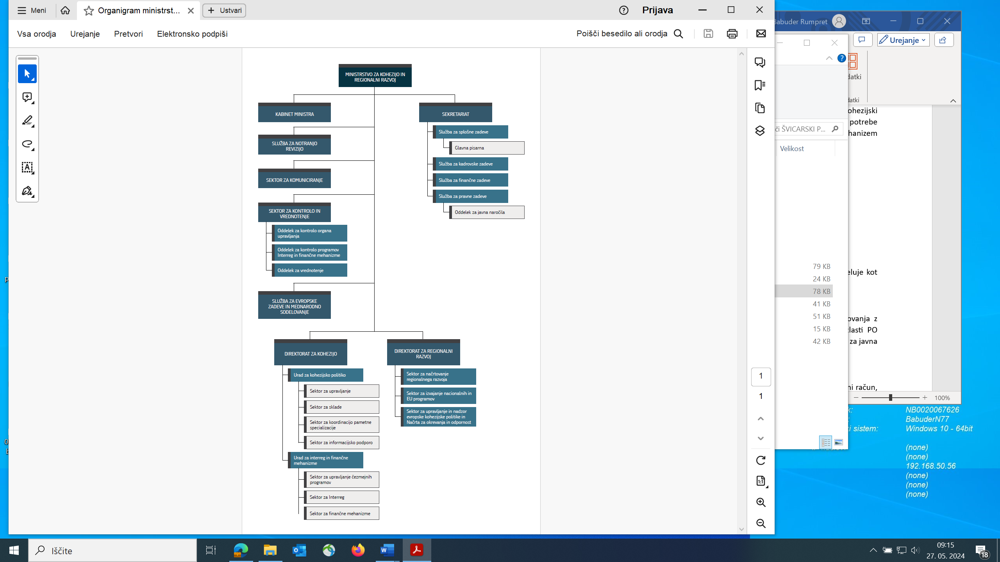 Meni
Organigram ministrst...
Ustvari
Prijava
Vsa orodja
Urejanje
Pretvori
Elektronsko podpiši
Poišči besedilo ali orodja
MINISTRSTVO ZA KOHEZIJO IN
REGIONALNI RAZVOJ
KABINET MINISTRA
SEKRETARIAT
Služba za splošne zadeve
Glavna pisarna
Služba za kadrovske zadeve
Služba za finančne zadeve
Služba za pravne zadeve
Oddelek za javna naročila
SLUŽBA ZA NOTRANJO
REVIZIJO
SEKTOR ZA KOMUNICIRANJE
SEKTOR ZA KONTROLO IN
VREDNOTENJE
Oddelek za kontrolo organa
upravljanja
Oddelek za kontrolo programov
Interreg in finančne mehanizme
Oddelek za vrednotenje
SLUŽBA ZA EVROPSKE
ZADEVE IN MEDNARODNO
SODELOVANJE
DIREKTORAT ZA KOHEZIJO
Urad za kohezijsko politiko
Sektor za upravljanje
Sektor za sklade
Sektor za koordinacijo pametne
specializacije
Sektor za informacijsko podporo
Urad za interreg in finančne
mehanizme
Sektor za upravljanje čezmejnih
programov
Sektor za Interreg
Sektor za finančne mehanizme
DIREKTORAT ZA REGIONALNI
RAZVOJ
Sektor za načrtovanje
regionalnega razvoja
Sektor za izvajanje nacionalnih in
EU programov
Sektor za upravljanje in nadzor
evropske kohezijske politike in
Načrta za okrevanja in odpornost
1
1
Babuder Rumpret
Urejanje
datki
datki
ohezijski
potrebe
hanizem
či ŠVICARSKI P...
Velikost
79 KB
24 KB
78 KB
41 KB
51 KB
15 KB
42 KB
eluje kot
ovanja z
zlasti PO
za javna
ni račun,
100%
k: NB0020067626
: BabuderN77
ki sistem: Windows 10 - 64bit
(none)
(none)
192.168.50.56
(none)
(none)
(none)
Iščite
09:15
27. 05. 2024
18